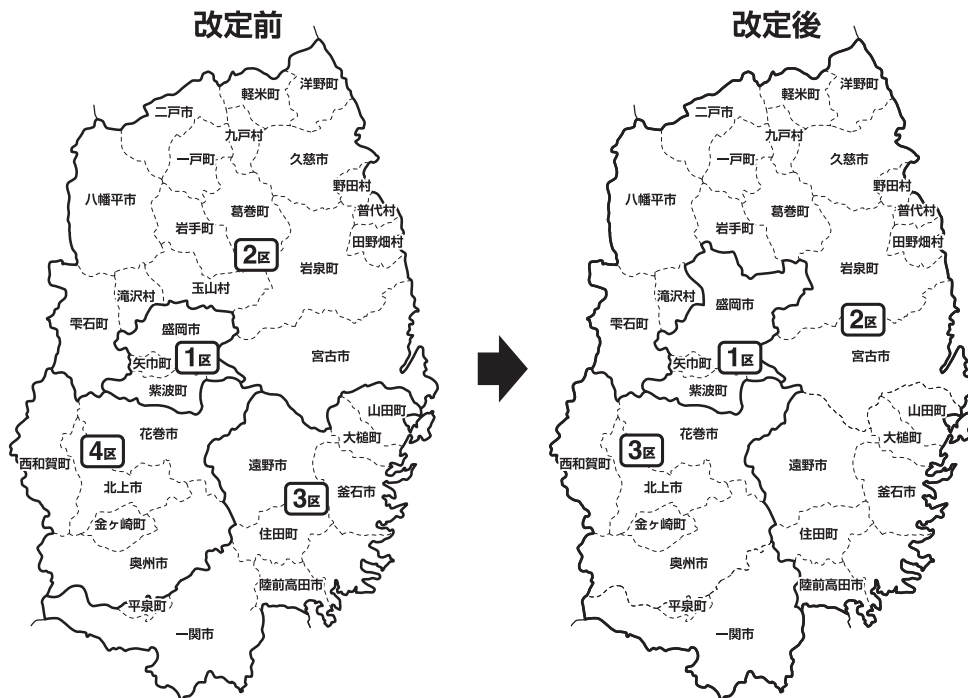 改定前
洋野町
軽米町
二戸市
九戸村
一戸町
久慈市
野田村
八幡平市
葛巻町
普代村
岩手町
田野畑村
2区
岩泉町
玉山村
滝沢村
雫石町
盛岡市
宮古市
矢巾町
1区
紫波町
山田町
花巻市
大槌町
4区
西和賀町
遠野市
北上市
釜石市
3区
金ヶ崎町
住田町
奥州市
陸前高田市
平泉町
一関市
改定後
洋野町
軽米町
二戸市
九戸村
一戸町
久慈市
野田村
八幡平市
葛巻町
普代村
岩手町
田野畑村
岩泉町
滝沢村
盛岡市
雫石町
2区
宮古市
矢巾町
1区
紫波町
山田町
花巻市
大槌町
3区
西和賀町
遠野市
北上市
釜石市
金ヶ崎町
住田町
奥州市
陸前高田市
平泉町
一関市